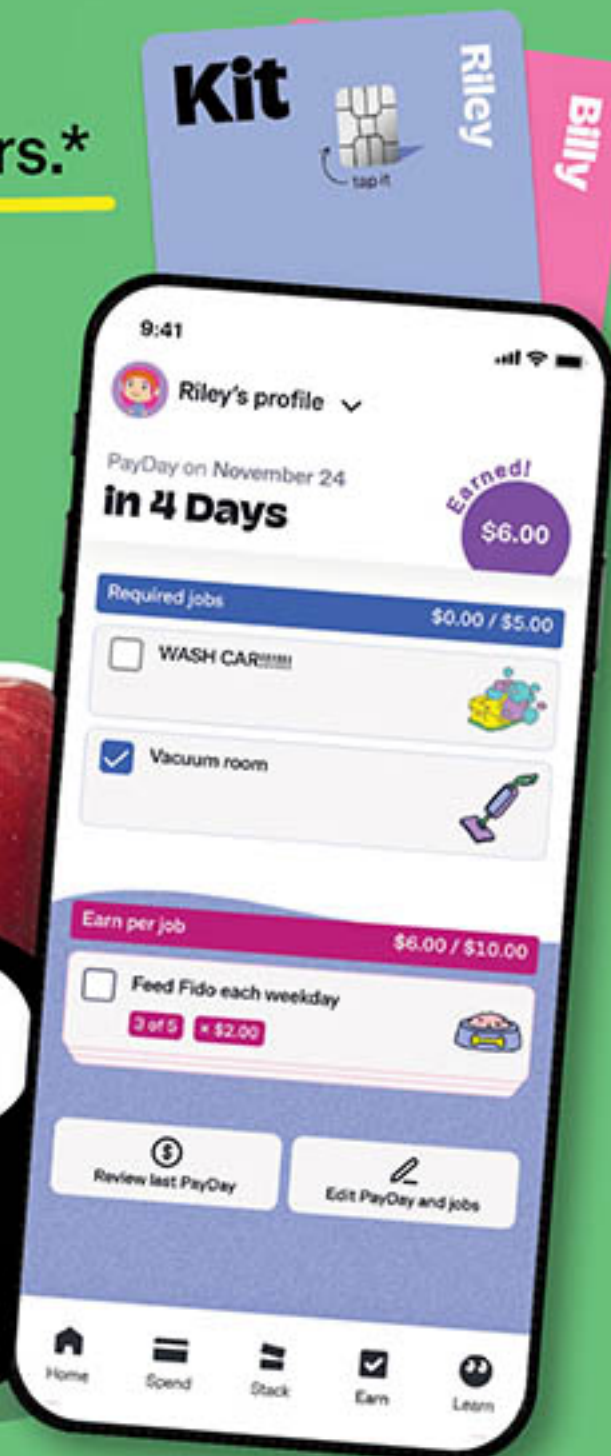 rs.*
Kit
Riley
Billy
tap it
9:41
Riley's profile
PayDay on November 24
in 4 Days
Earned!
$6.00
Required jobs $0.00 / $5.00
WASH CAR!!!!!!!
Vacuum room
Earn per job $6.00 / $10.00
Feed Fido each weekday
3 of 5 × $2.00
Review last PayDay
Edit PayDay and jobs
Home Spend Stack Earn Learn